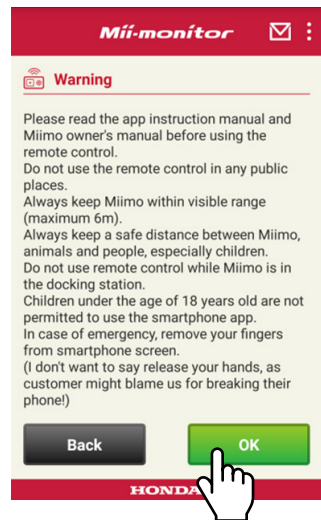 Mii-monitor
Warning
Please read the app instruction manual and
Miimo owner's manual before using the
remote control.
Do not use the remote control in any public
places.
Always keep Miimo within visible range
(maximum 6m).
Always keep a safe distance between Miimo,
animals and people, especially children.
Do not use remote control while Miimo is in
the docking station.
Children under the age of 18 years old are not
permitted to use the smartphone app.
In case of emergency, remove your fingers
from smartphone screen.
(I don't want to say release your hands, as
customer might blame us for breaking their
phone!)
Back OK
HONDA